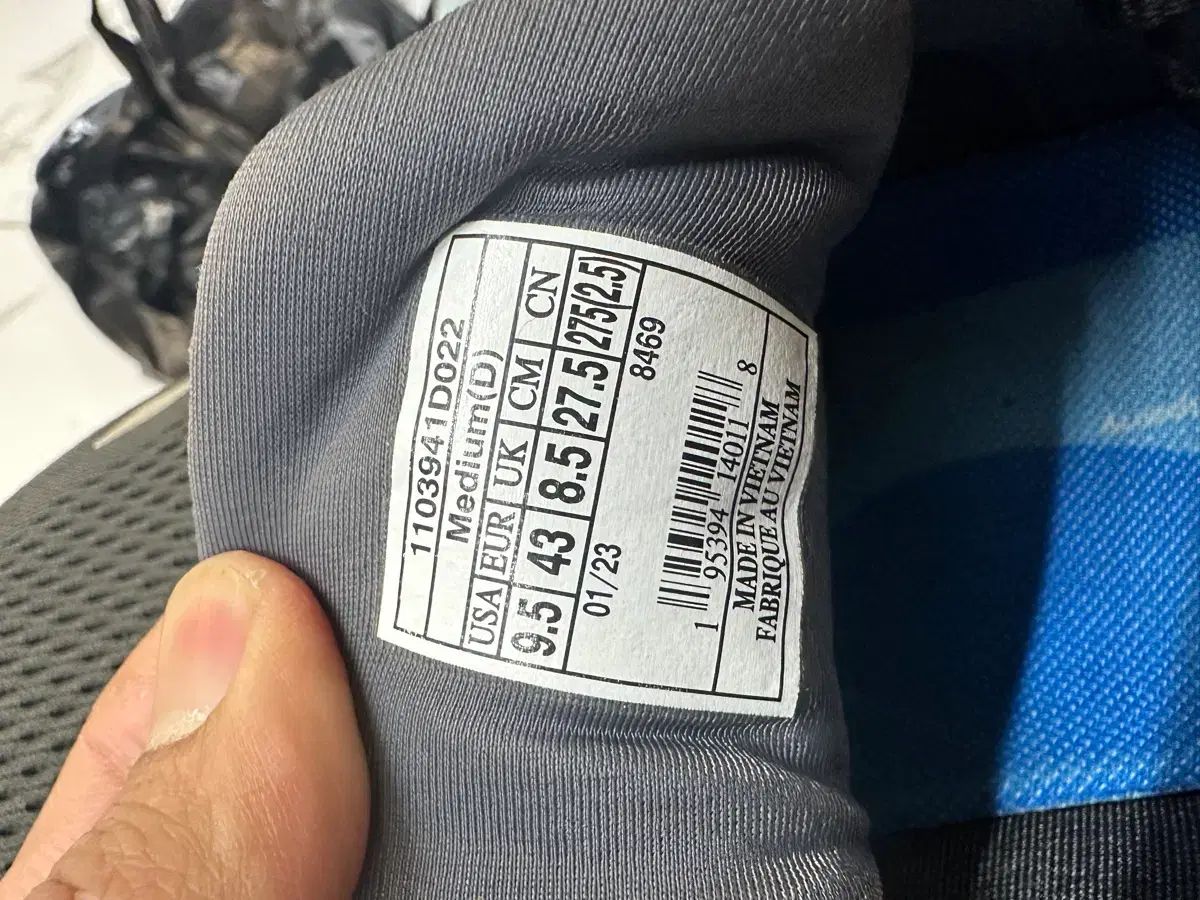 1103941D022
Medium(D)
USA EUR UK CM CN
9.5 43 8.5 27.5 275(2.5)
01/23 8469
1 95394 14011 8
MADE IN VIETNAM
FABRIQUE AU VIETNAM